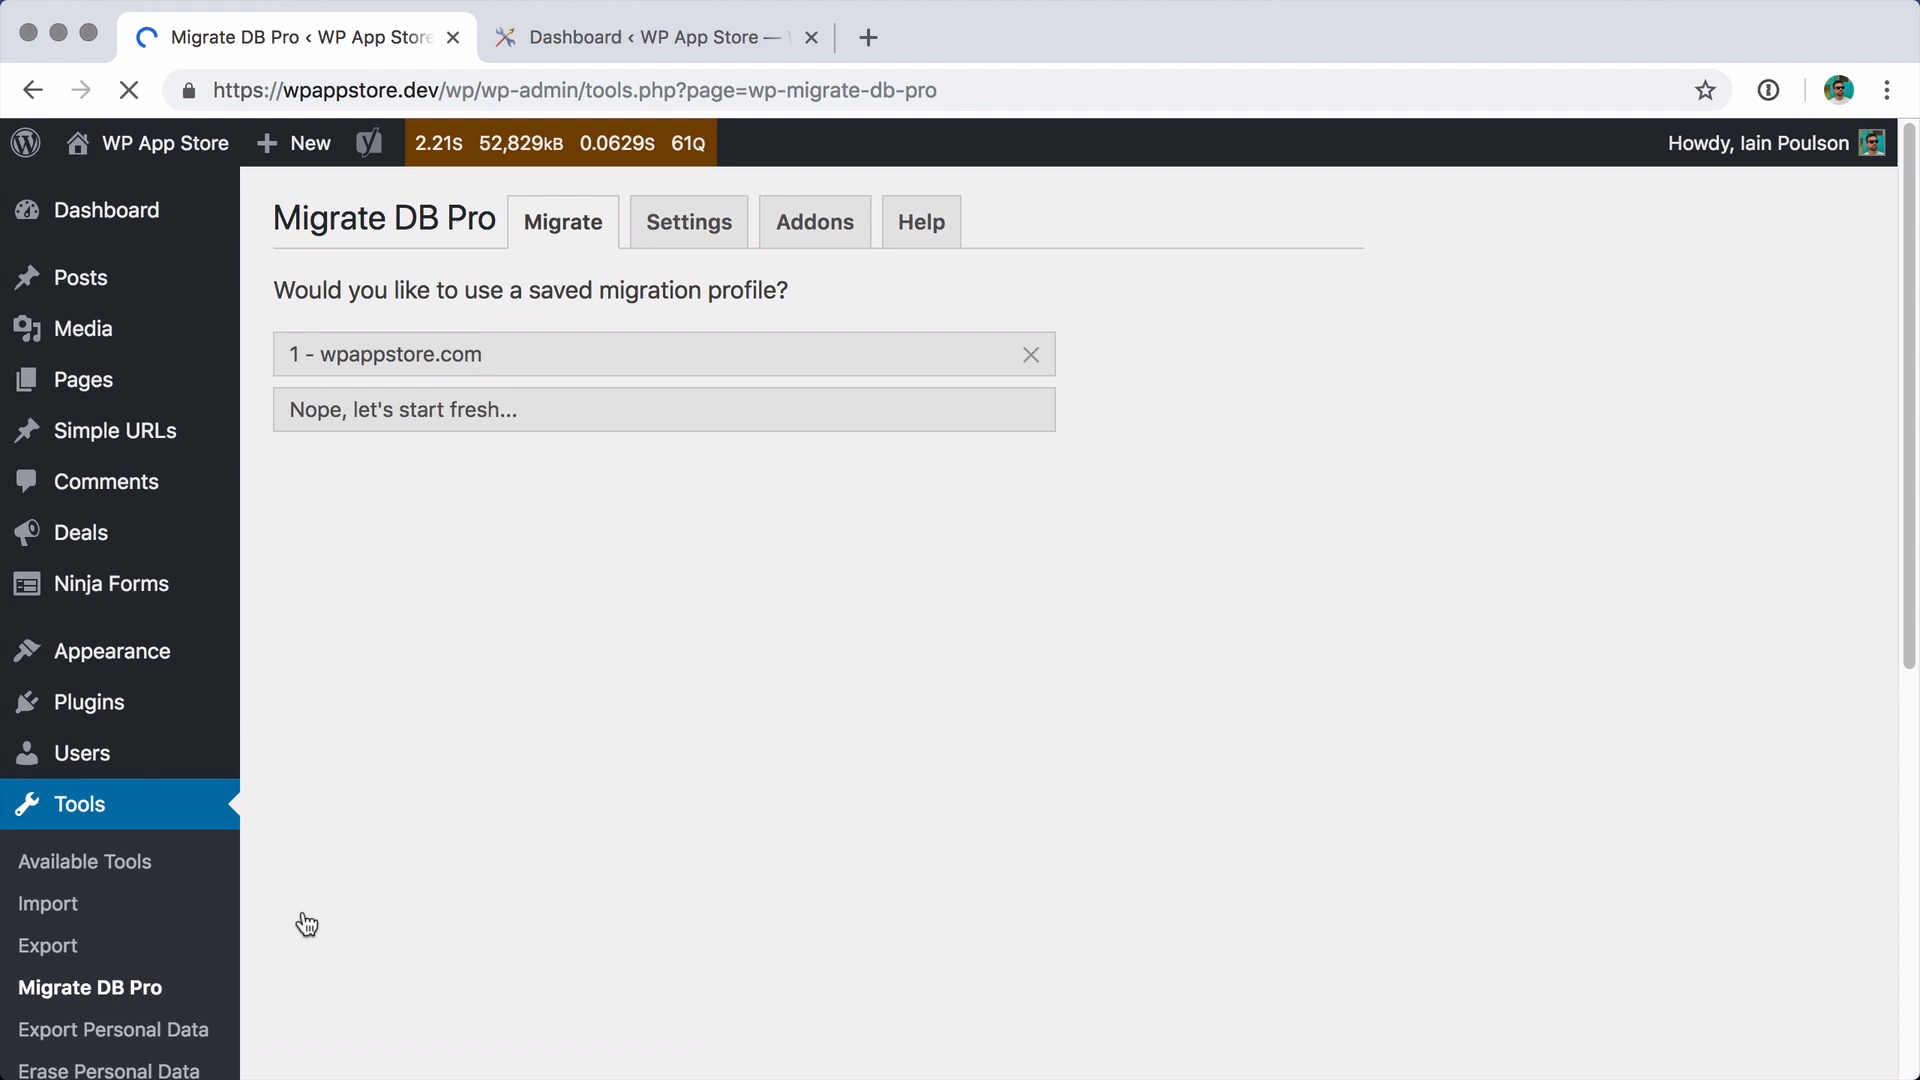 Migrate DB Pro ‹ WP App Store
Dashboard ‹ WP App Store —
https://wpappstore.dev/wp/wp-admin/tools.php?page=wp-migrate-db-pro
WP App Store
New
2.21S 52,829KB 0.0629S 61Q
Howdy, Iain Poulson
Dashboard
Posts
Media
Pages
Simple URLs
Comments
Deals
Ninja Forms
Appearance
Plugins
Users
Tools
Available Tools
Import
Export
Migrate DB Pro
Export Personal Data
Erase Personal Data
Migrate DB Pro
Migrate
Settings
Addons
Help
Would you like to use a saved migration profile?
1 - wpappstore.com
Nope, let's start fresh...